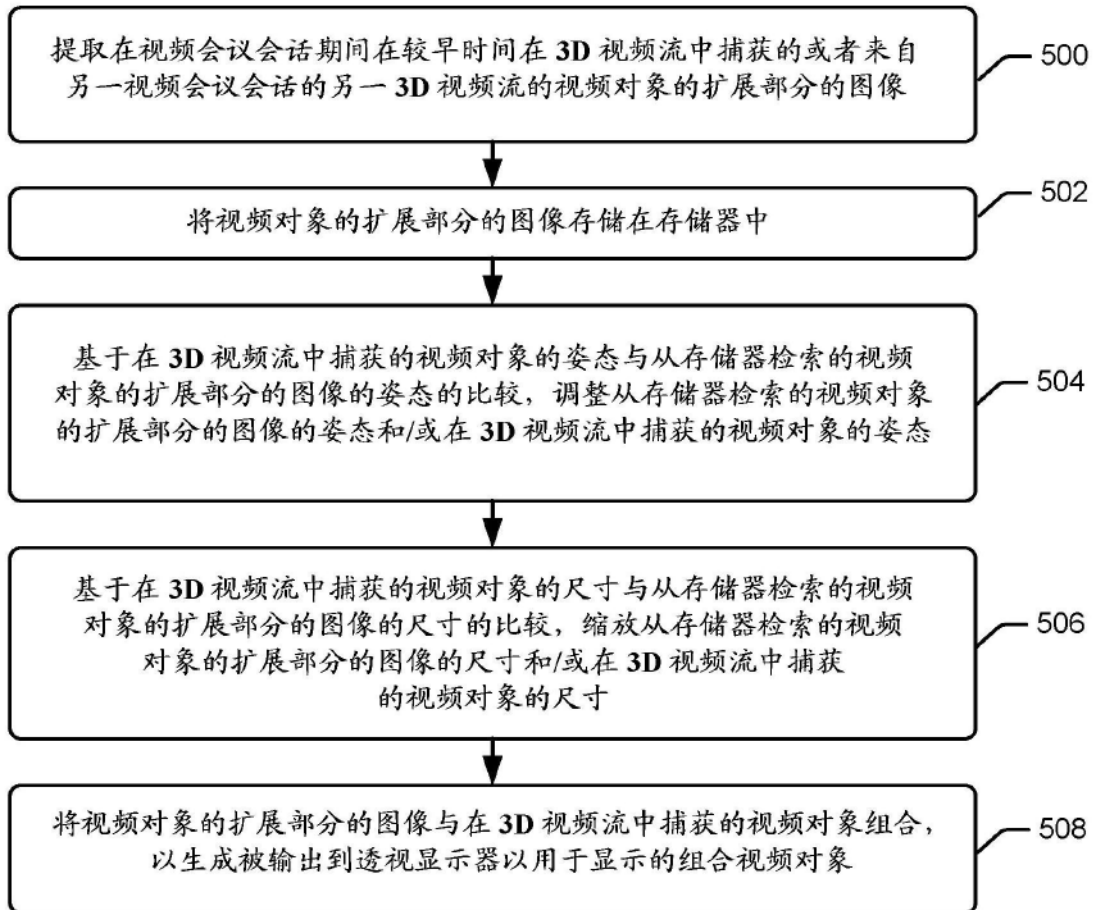 提取在视频会议会话期间在较早时间在 3D 视频流中捕获的或者来自
另一视频会议会话的另一 3D 视频流的视频对象的扩展部分的图像
500
将视频对象的扩展部分的图像存储在存储器中
502
基于在 3D 视频流中捕获的视频对象的姿态与从存储器检索的视频
对象的扩展部分的图像的姿态的比较，调整从存储器检索的视频对象
的扩展部分的图像的姿态和/或在 3D 视频流中捕获的视频对象的姿态
504
基于在 3D 视频流中捕获的视频对象的尺寸与从存储器检索的视频
对象的扩展部分的图像的尺寸的比较，缩放从存储器检索的视频
对象的扩展部分的图像的尺寸和/或在 3D 视频流中捕获
的视频对象的尺寸
506
将视频对象的扩展部分的图像与在 3D 视频流中捕获的视频对象组合，
以生成被输出到透视显示器以用于显示的组合视频对象
508